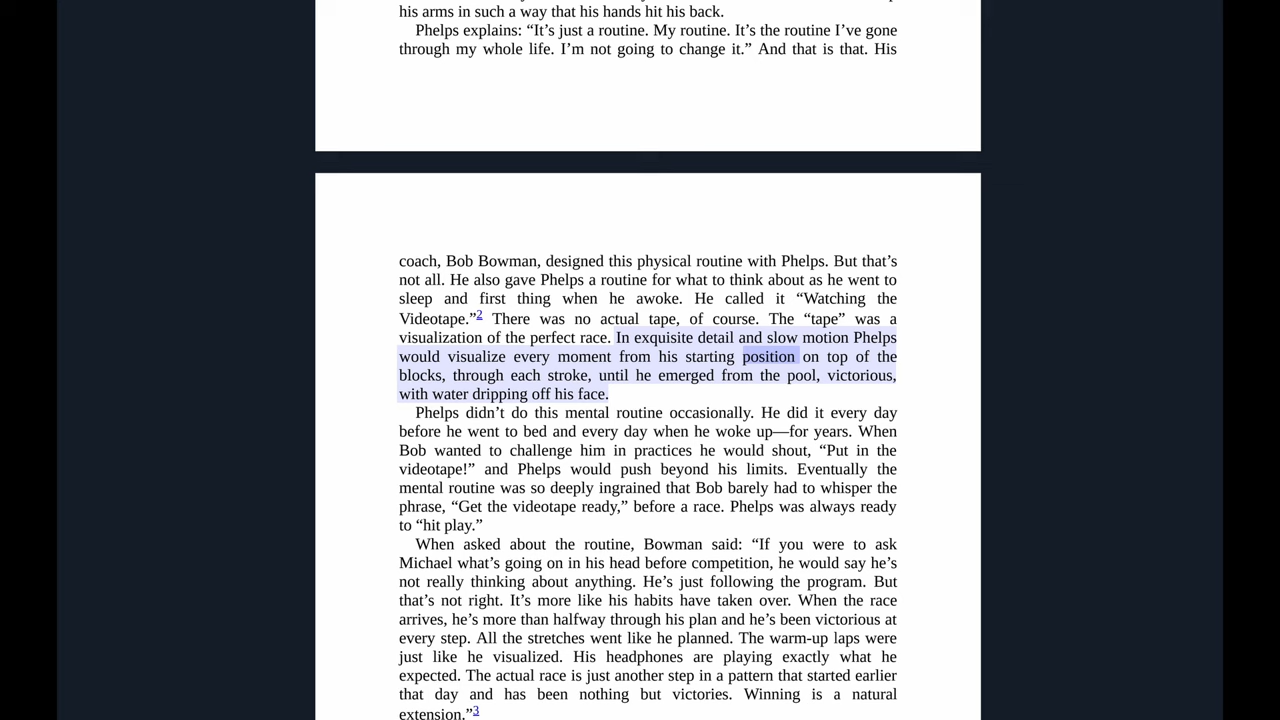 his arms in such a way that his hands hit his back.
Phelps explains: “It’s just a routine. My routine. It’s the routine I’ve gone
through my whole life. I’m not going to change it.” And that is that. His
coach, Bob Bowman, designed this physical routine with Phelps. But that’s
not all. He also gave Phelps a routine for what to think about as he went to
sleep and first thing when he awoke. He called it “Watching the
Videotape.”2 There was no actual tape, of course. The “tape” was a
visualization of the perfect race. In exquisite detail and slow motion Phelps
would visualize every moment from his starting position on top of the
blocks, through each stroke, until he emerged from the pool, victorious,
with water dripping off his face.
Phelps didn’t do this mental routine occasionally. He did it every day
before he went to bed and every day when he woke up—for years. When
Bob wanted to challenge him in practices he would shout, “Put in the
videotape!” and Phelps would push beyond his limits. Eventually the
mental routine was so deeply ingrained that Bob barely had to whisper the
phrase, “Get the videotape ready,” before a race. Phelps was always ready
to “hit play.”
When asked about the routine, Bowman said: “If you were to ask
Michael what’s going on in his head before competition, he would say he’s
not really thinking about anything. He’s just following the program. But
that’s not right. It’s more like his habits have taken over. When the race
arrives, he’s more than halfway through his plan and he’s been victorious at
every step. All the stretches went like he planned. The warm-up laps were
just like he visualized. His headphones are playing exactly what he
expected. The actual race is just another step in a pattern that started earlier
that day and has been nothing but victories. Winning is a natural
extension.”3